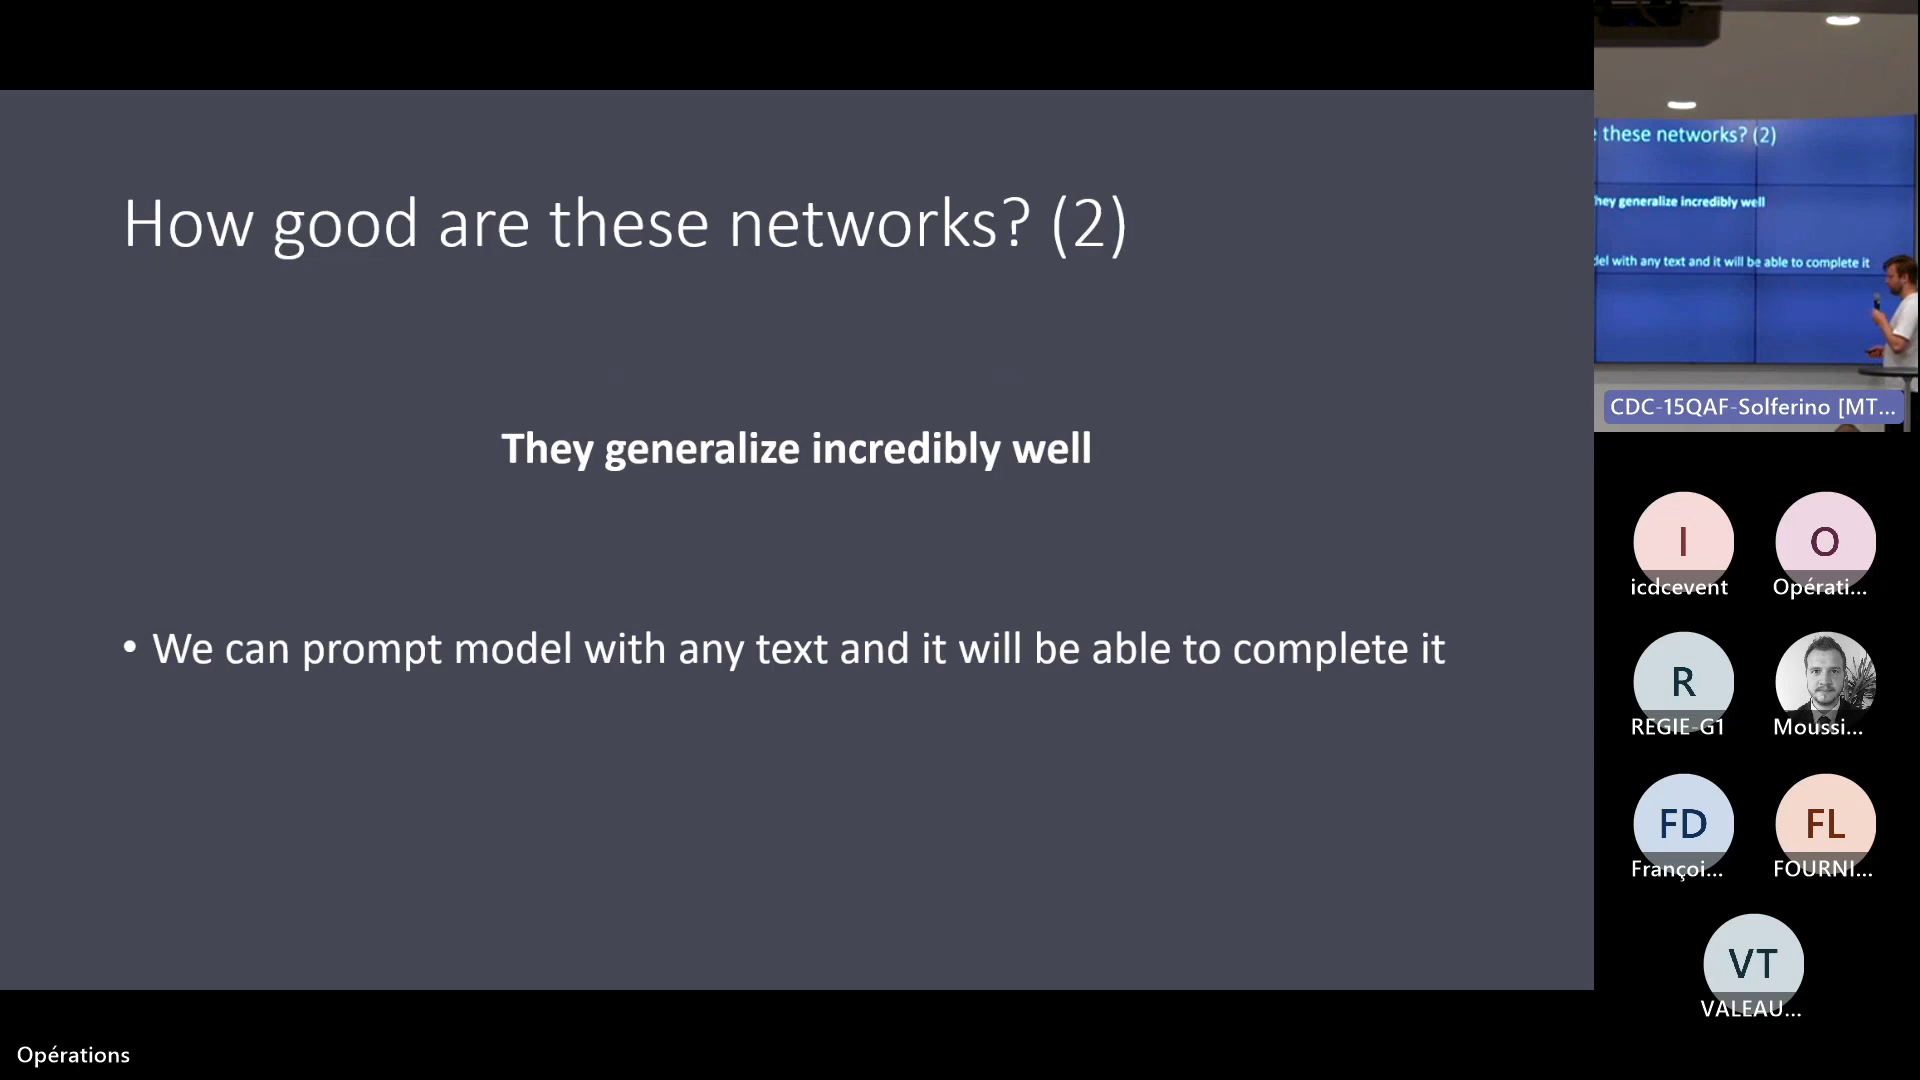 How good are these networks? (2)
They generalize incredibly well
• We can prompt model with any text and it will be able to complete it
these networks? (2)
hey generalize incredibly well
del with any text and it will be able to complete it
CDC-15QAF-Solferino [MT...
I
icdcevent
O
Opérati...
R
REGIE-G1
Moussi...
FD
Françoi...
FL
FOURNI...
VT
VALEAU...
Opérations